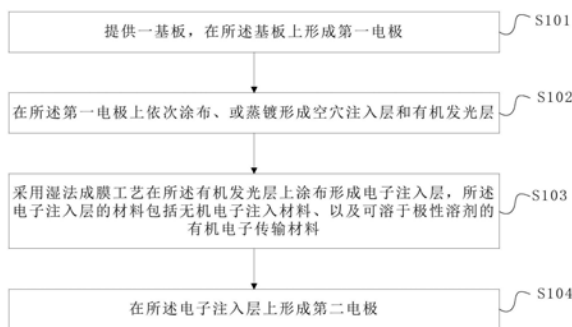 提供一基板，在所述基板上形成第一电极
S101
在所述第一电极上依次涂布、或蒸镀形成空穴注入层和有机发光层
S102
采用湿法成膜工艺在所述有机发光层上涂布形成电子注入层，所述
电子注入层的材料包括无机电子注入材料、以及可溶于极性溶剂的
有机电子传输材料
S103
在所述电子注入层上形成第二电极
S104